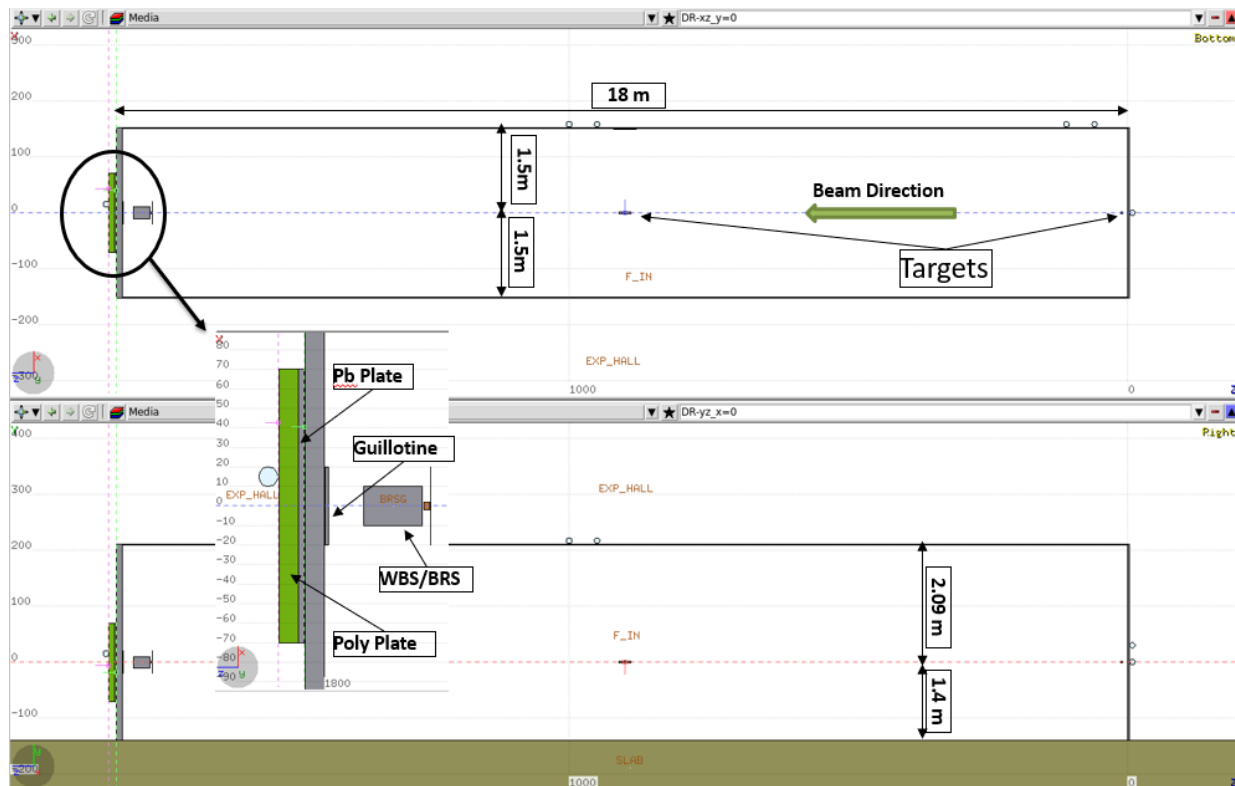 Media
DR-xz_y=0
Bottom
300
18 m
200
100
1.5m
Beam Direction
0
1.5m
Targets
-100
F_IN
-200
EXP_HALL
-300
1000
0
Z
Media
DR-yz_x=0
Right
400
300
EXP_HALL
200
100
2.09 m
F_IN
0
1.4 m
-100
SLAB
-200
1000
0
Z
X
80
70
Pb Plate
60
50
40
30
Guillotine
20
10
EXP_HALL
0
BRSG
-10
-20
-30
WBS/BRS
-40
-50
-60
Poly Plate
-70
-80
-90
1800